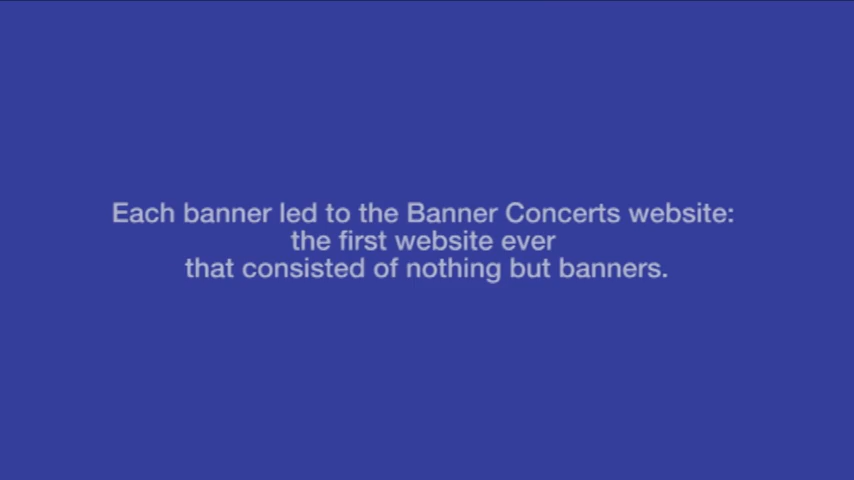 Each banner led to the Banner Concerts website:
the first website ever
that consisted of nothing but banners.